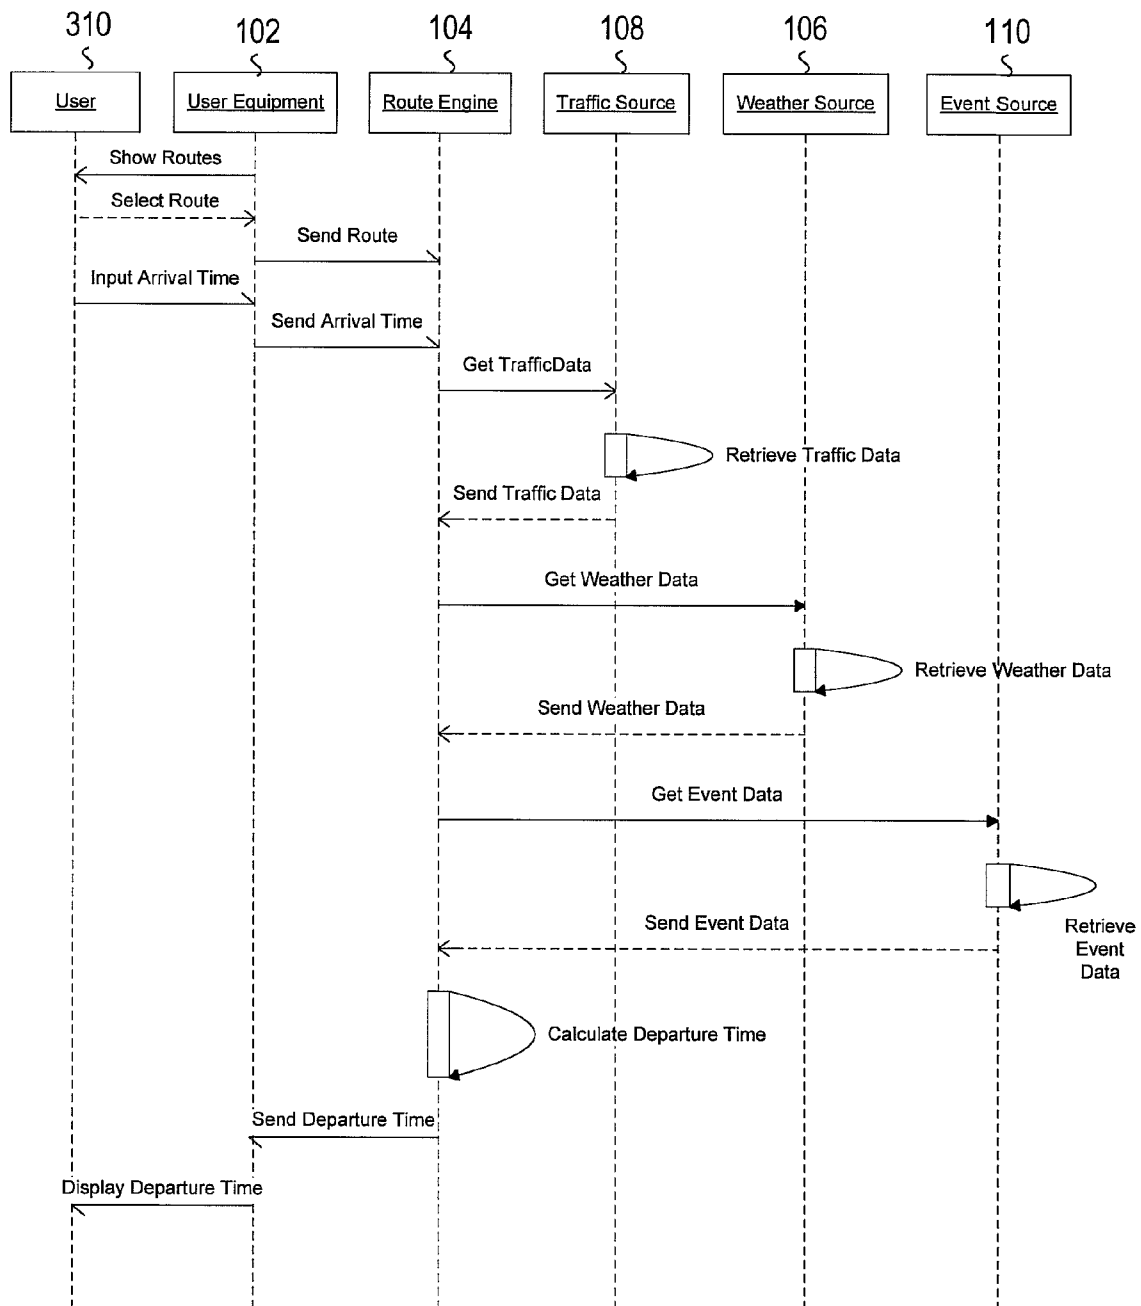 310
102
104
108
106
110
User
User Equipment
Route Engine
Traffic Source
Weather Source
Event Source
Show Routes
Select Route
Send Route
Input Arrival Time
Send Arrival Time
Get TrafficData
Retrieve Traffic Data
Send Traffic Data
Get Weather Data
Retrieve Weather Data
Send Weather Data
Get Event Data
Send Event Data
Retrieve
Event
Data
Calculate Departure Time
Send Departure Time
Display Departure Time